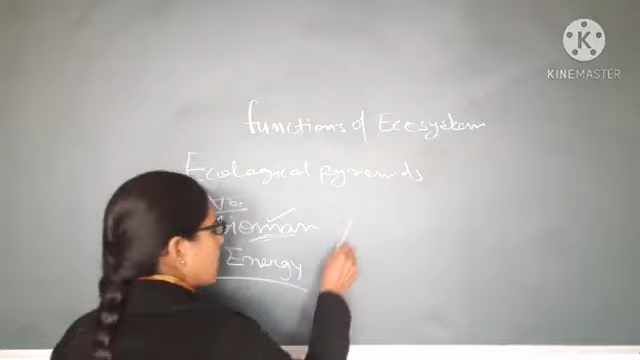 KINEMASTER
functions of Ecosystem
Ecological pyramids
No.
Biomass
Energy